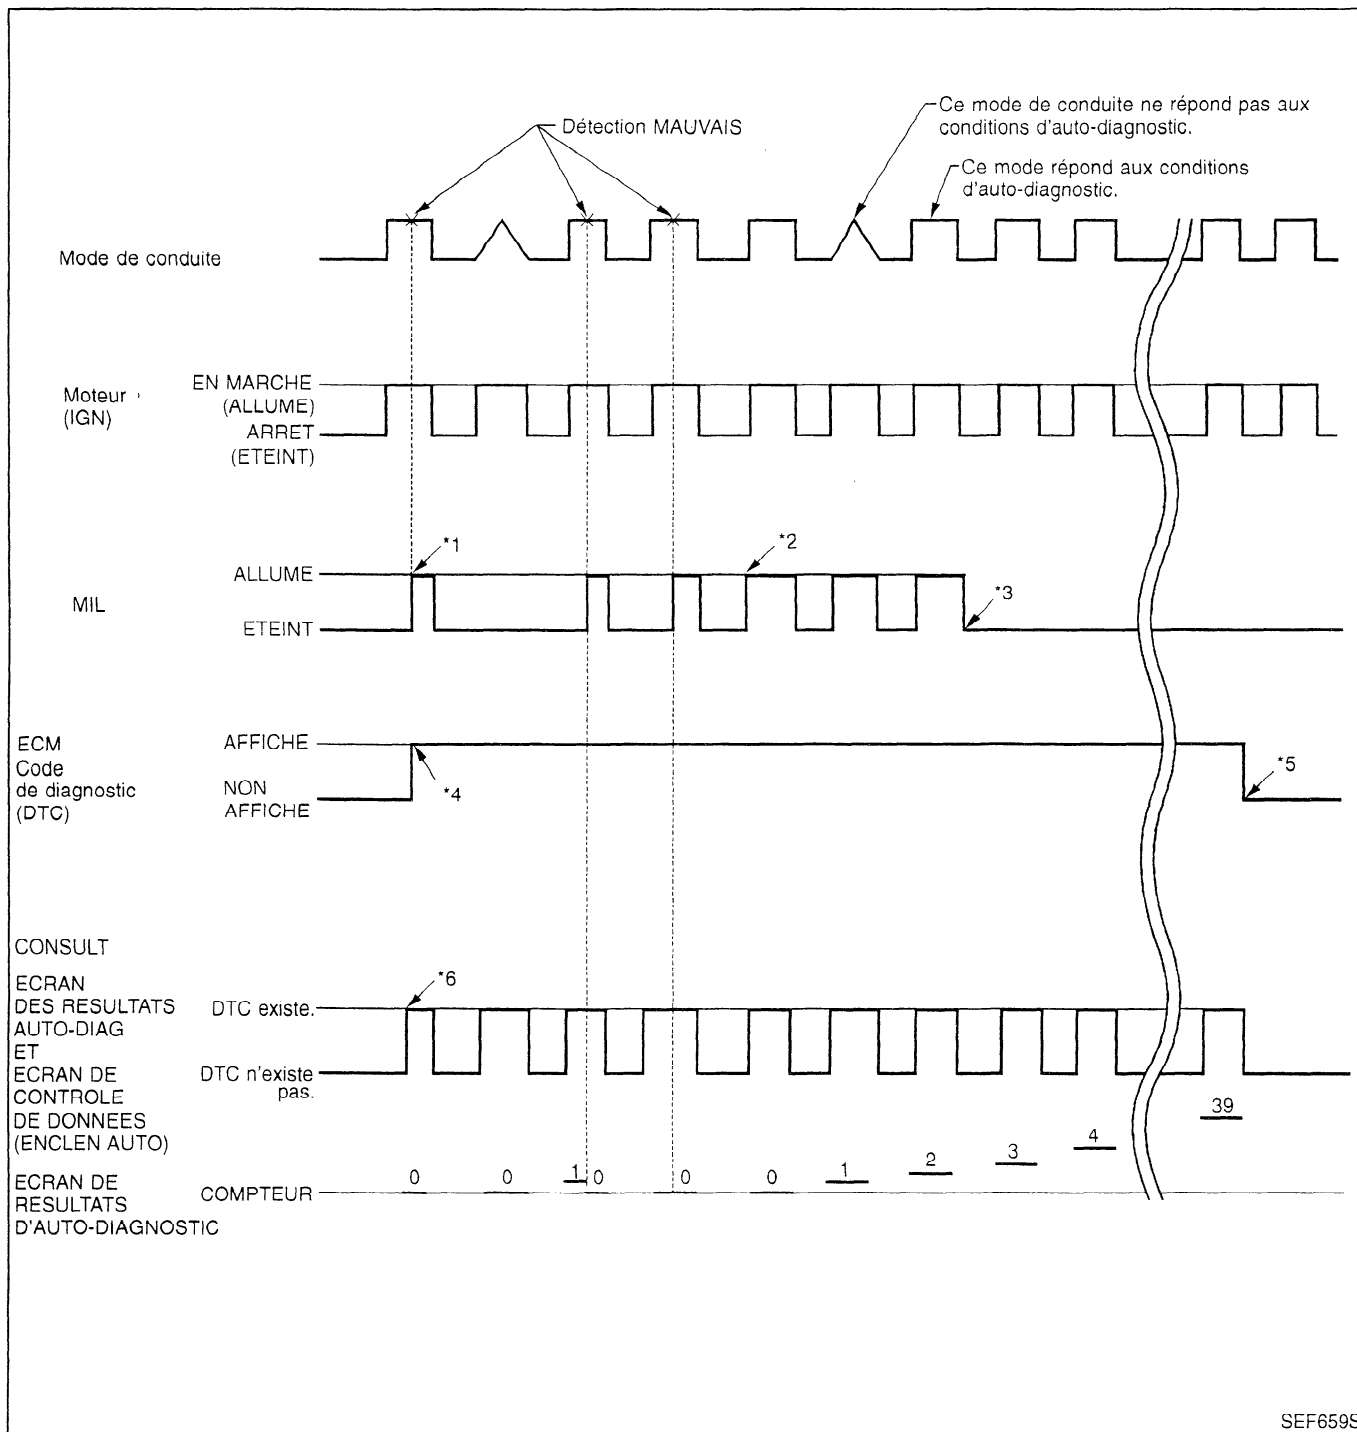 Ce mode de conduite ne répond pas aux
conditions d'auto-diagnostic.
Détection MAUVAIS
Ce mode répond aux conditions
d'auto-diagnostic.
Mode de conduite
Moteur
(IGN)
EN MARCHE
(ALLUME)
ARRET
(ETEINT)
*1
*2
ALLUME
MIL
*3
ETEINT
ECM
Code
de diagnostic
(DTC)
AFFICHE
*4
NON
AFFICHE
*5
CONSULT
ECRAN
DES RESULTATS
AUTO-DIAG
ET
ECRAN DE
CONTROLE
DE DONNEES
(ENCLEN AUTO)
*6
DTC existe.
DTC n'existe
pas.
ECRAN DE
RESULTATS
D'AUTO-DIAGNOSTIC
COMPTEUR
0 0 1 0 0 0 1 2 3 4 39
SEF659S